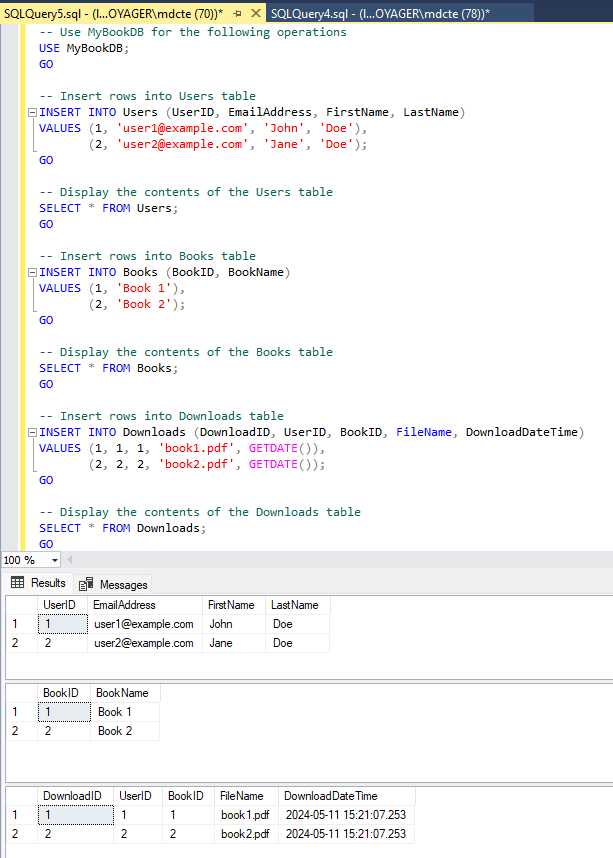 SQLQuery5.sql - (l...OYAGER\mdcte (70))* SQLQuery4.sql - (l...OYAGER\mdcte (78))*
-- Use MyBookDB for the following operations
USE MyBookDB;
GO
-- Insert rows into Users table
INSERT INTO Users (UserID, EmailAddress, FirstName, LastName)
VALUES (1, 'user1@example.com', 'John', 'Doe'),
(2, 'user2@example.com', 'Jane', 'Doe');
GO
-- Display the contents of the Users table
SELECT * FROM Users;
GO
-- Insert rows into Books table
INSERT INTO Books (BookID, BookName)
VALUES (1, 'Book 1'),
(2, 'Book 2');
GO
-- Display the contents of the Books table
SELECT * FROM Books;
GO
-- Insert rows into Downloads table
INSERT INTO Downloads (DownloadID, UserID, BookID, FileName, DownloadDateTime)
VALUES (1, 1, 1, 'book1.pdf', GETDATE()),
(2, 2, 2, 'book2.pdf', GETDATE());
GO
-- Display the contents of the Downloads table
SELECT * FROM Downloads;
GO
100 %
Results Messages
UserID EmailAddress FirstName LastName
1 1 user1@example.com John Doe
2 2 user2@example.com Jane Doe
BookID BookName
1 1 Book 1
2 2 Book 2
DownloadID UserID BookID FileName DownloadDateTime
1 1 1 1 book1.pdf 2024-05-11 15:21:07.253
2 2 2 2 book2.pdf 2024-05-11 15:21:07.253